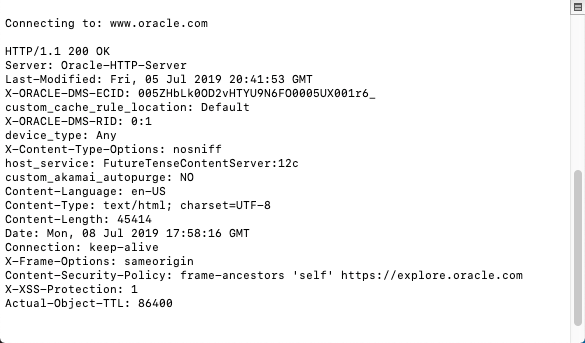 Connecting to: www.oracle.com
HTTP/1.1 200 OK
Server: Oracle-HTTP-Server
Last-Modified: Fri, 05 Jul 2019 20:41:53 GMT
X-ORACLE-DMS-ECID: 005ZHbLk0OD2vHTYU9N6FO0005UX001r6_
custom_cache_rule_location: Default
X-ORACLE-DMS-RID: 0:1
device_type: Any
X-Content-Type-Options: nosniff
host_service: FutureTenseContentServer:12c
custom_akamai_autopurge: NO
Content-Language: en-US
Content-Type: text/html; charset=UTF-8
Content-Length: 45414
Date: Mon, 08 Jul 2019 17:58:16 GMT
Connection: keep-alive
X-Frame-Options: sameorigin
Content-Security-Policy: frame-ancestors 'self' https://explore.oracle.com
X-XSS-Protection: 1
Actual-Object-TTL: 86400